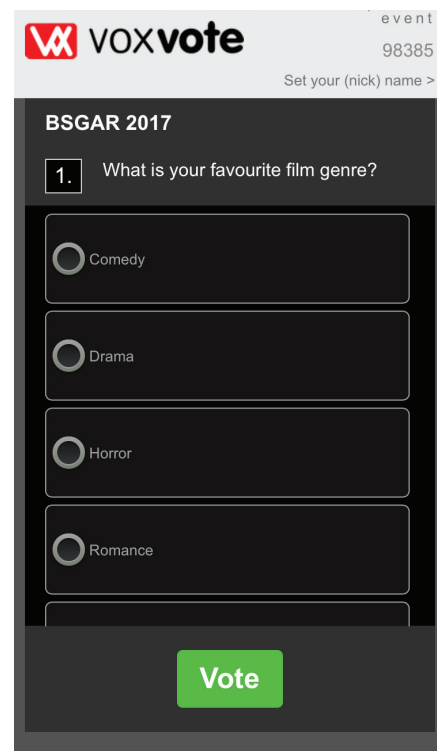 event
VOXvote
98385
Set your (nick) name >
BSGAR 2017
1. What is your favourite film genre?
Comedy
Drama
Horror
Romance
Vote